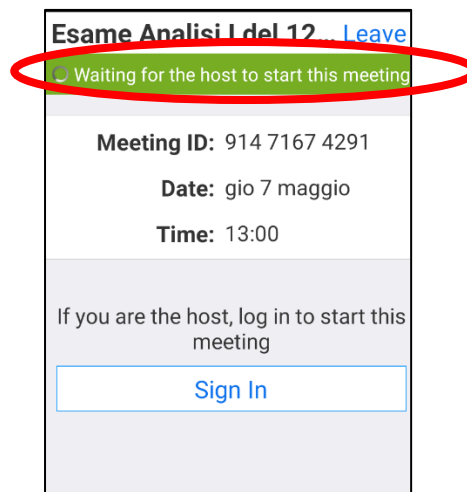 Esame Analisi I del 12... Leave
Waiting for the host to start this meeting
Meeting ID: 914 7167 4291
Date: gio 7 maggio
Time: 13:00
If you are the host, log in to start this
meeting
Sign In